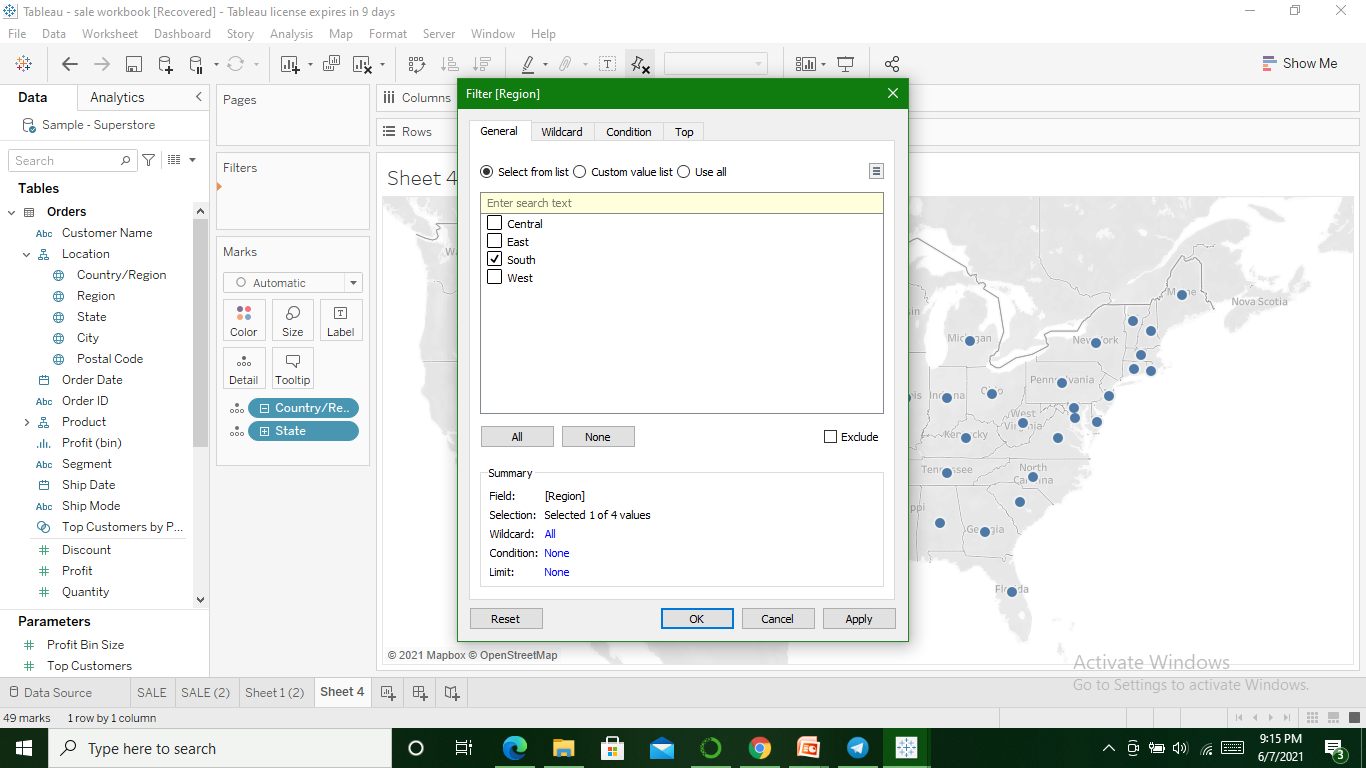 Tableau - sale workbook [Recovered] - Tableau license expires in 9 days
File Data Worksheet Dashboard Story Analysis Map Format Server Window Help
Show Me
Data Analytics
Sample - Superstore
Search
Tables
Orders
Abc Customer Name
Location
Country/Region
Region
State
City
Postal Code
Order Date
Abc Order ID
Product
Profit (bin)
Abc Segment
Ship Date
Abc Ship Mode
Top Customers by P...
Discount
Profit
Quantity
Parameters
Profit Bin Size
Top Customers
Pages
Filters
Marks
Automatic
Color Size Label
Detail Tooltip
Country/Re..
State
Columns
Rows
Sheet 4
Filter [Region]
General Wildcard Condition Top
Select from list Custom value list Use all
Enter search text
Central
East
South
West
All None Exclude
Summary
Field: [Region]
Selection: Selected 1 of 4 values
Wildcard: All
Condition: None
Limit: None
Reset OK Cancel Apply
Nova Scotia
Kentucky
West
Virginia
Tennessee
North
Carolina
Georgia
Florida
Michigan
New York
Pennsylvania
Ohio
Indiana
Maine
© 2021 Mapbox © OpenStreetMap
Activate Windows
Go to Settings to activate Windows.
Data Source SALE SALE (2) Sheet 1 (2) Sheet 4
49 marks 1 row by 1 column
Type here to search
9:15 PM
6/7/2021
3